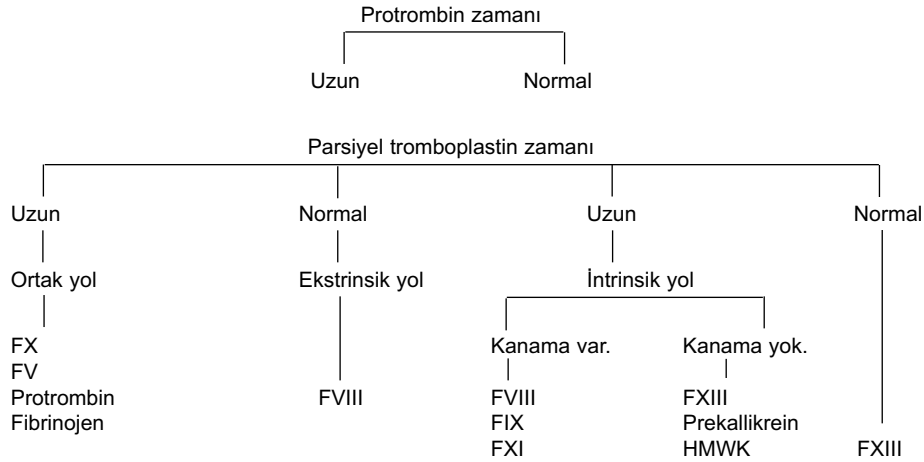 Protrombin zamanı
Uzun Normal
Parsiyel tromboplastin zamanı
Uzun Normal Uzun Normal
Ortak yol Ekstrinsik yol İntrinsik yol
Kanama var. Kanama yok.
FX
FV
Protrombin
Fibrinojen
FVIII
FVIII
FIX
FXI
FXIII
Prekallikrein
HMWK
FXIII